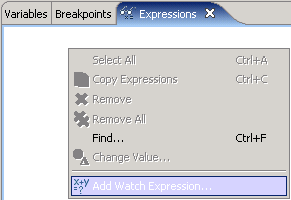 Variables Breakpoints Expressions
Select All Ctrl+A
Copy Expressions Ctrl+C
Remove
Remove All
Find... Ctrl+F
Change Value...
x+y
=?
Add Watch Expression...